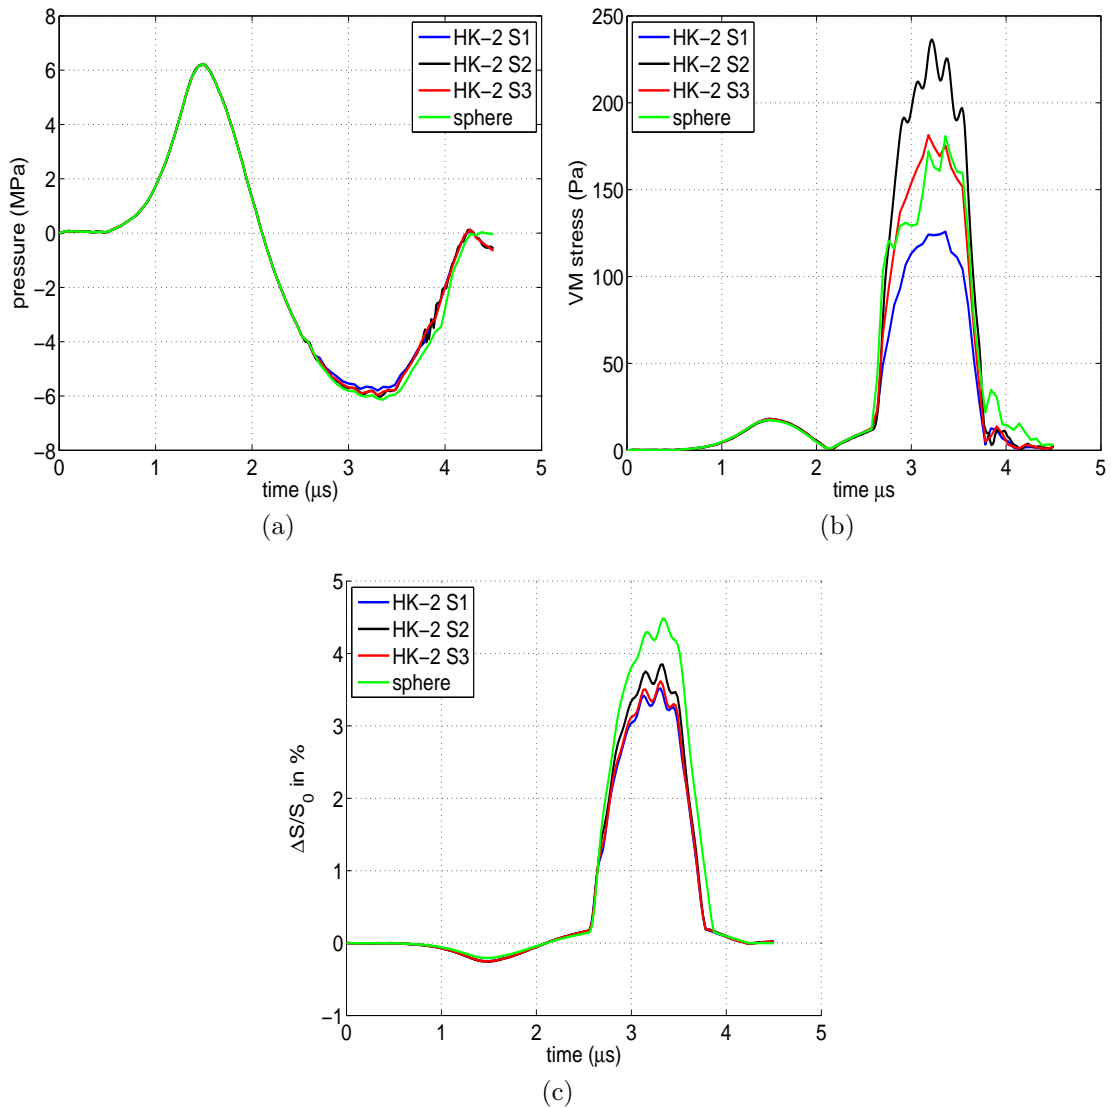 8
6
4
2
0
−2
−4
−6
−8
pressure (MPa)
0
1
2
3
4
5
time (μs)
HK−2 S1
HK−2 S2
HK−2 S3
sphere
(a)
250
200
150
100
50
0
VM stress (Pa)
0
1
2
3
4
5
time μs
HK−2 S1
HK−2 S2
HK−2 S3
sphere
(b)
5
4
3
2
1
0
−1
ΔS/S0 in %
0
1
2
3
4
5
time (μs)
HK−2 S1
HK−2 S2
HK−2 S3
sphere
(c)